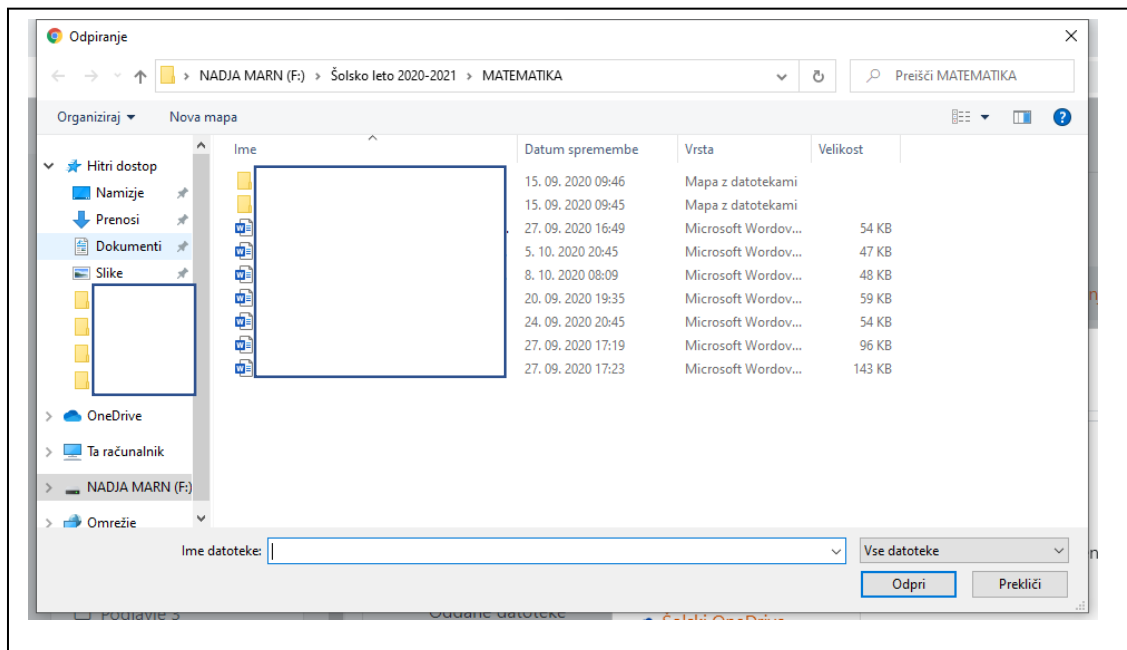 Odpiranje
NADJA MARN (F:) > Šolsko leto 2020-2021 > MATEMATIKA
Preišči MATEMATIKA
Organiziraj
Nova mapa
Ime
Datum spremembe
Vrsta
Velikost
Hitri dostop
Namizje
Prenosi
Dokumenti
Slike
OneDrive
Ta računalnik
NADJA MARN (F:)
Omrežje
15. 09. 2020 09:46 Mapa z datotekami
15. 09. 2020 09:45 Mapa z datotekami
27. 09. 2020 16:49 Microsoft Wordov... 54 KB
5. 10. 2020 20:45 Microsoft Wordov... 47 KB
8. 10. 2020 08:09 Microsoft Wordov... 48 KB
20. 09. 2020 19:35 Microsoft Wordov... 59 KB
24. 09. 2020 20:45 Microsoft Wordov... 54 KB
27. 09. 2020 17:19 Microsoft Wordov... 96 KB
27. 09. 2020 17:23 Microsoft Wordov... 143 KB
Ime datoteke:
Vse datoteke
Odpri
Prekliči
Poglavje 3
Oddane datoteke
Šolski OneDrive